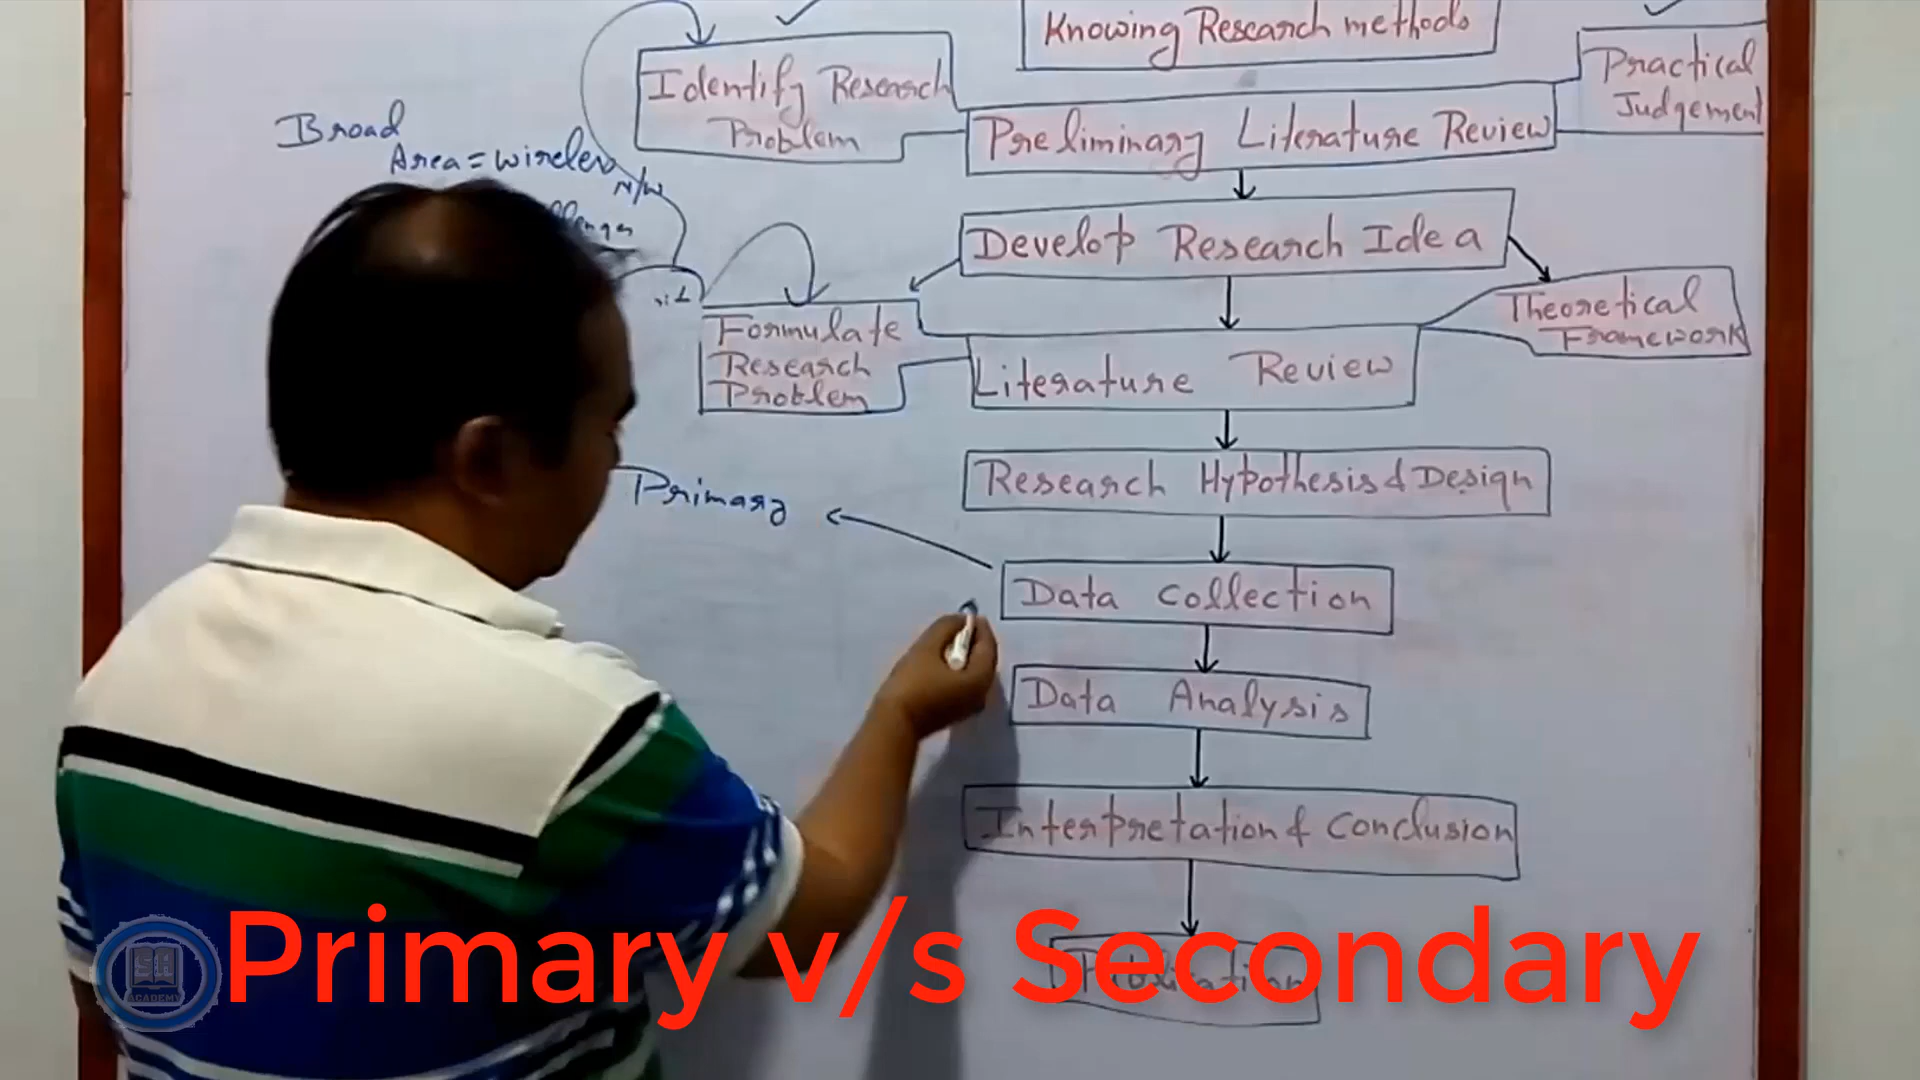 Knowing Research methods
Identify Research
Problem
Practical
Judgement
Preliminary Literature Review
Broad
Area = wireless
N/W
Develop Research Idea
Theoretical
Framework
Formulate
Research
Problem
Literature Review
Research Hypothesis & Design
Primary
Data Collection
Data Analysis
Interpretation & Conclusion
Primary v/s Secondary
ACADEMY